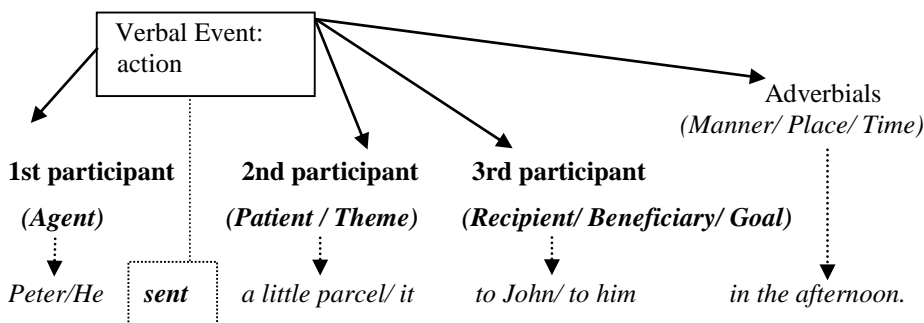 Verbal Event:
action
Adverbials
(Manner/ Place/ Time)
1st participant 2nd participant 3rd participant
(Agent) (Patient / Theme) (Recipient/ Beneficiary/ Goal)
Peter/He sent a little parcel/ it to John/ to him in the afternoon.